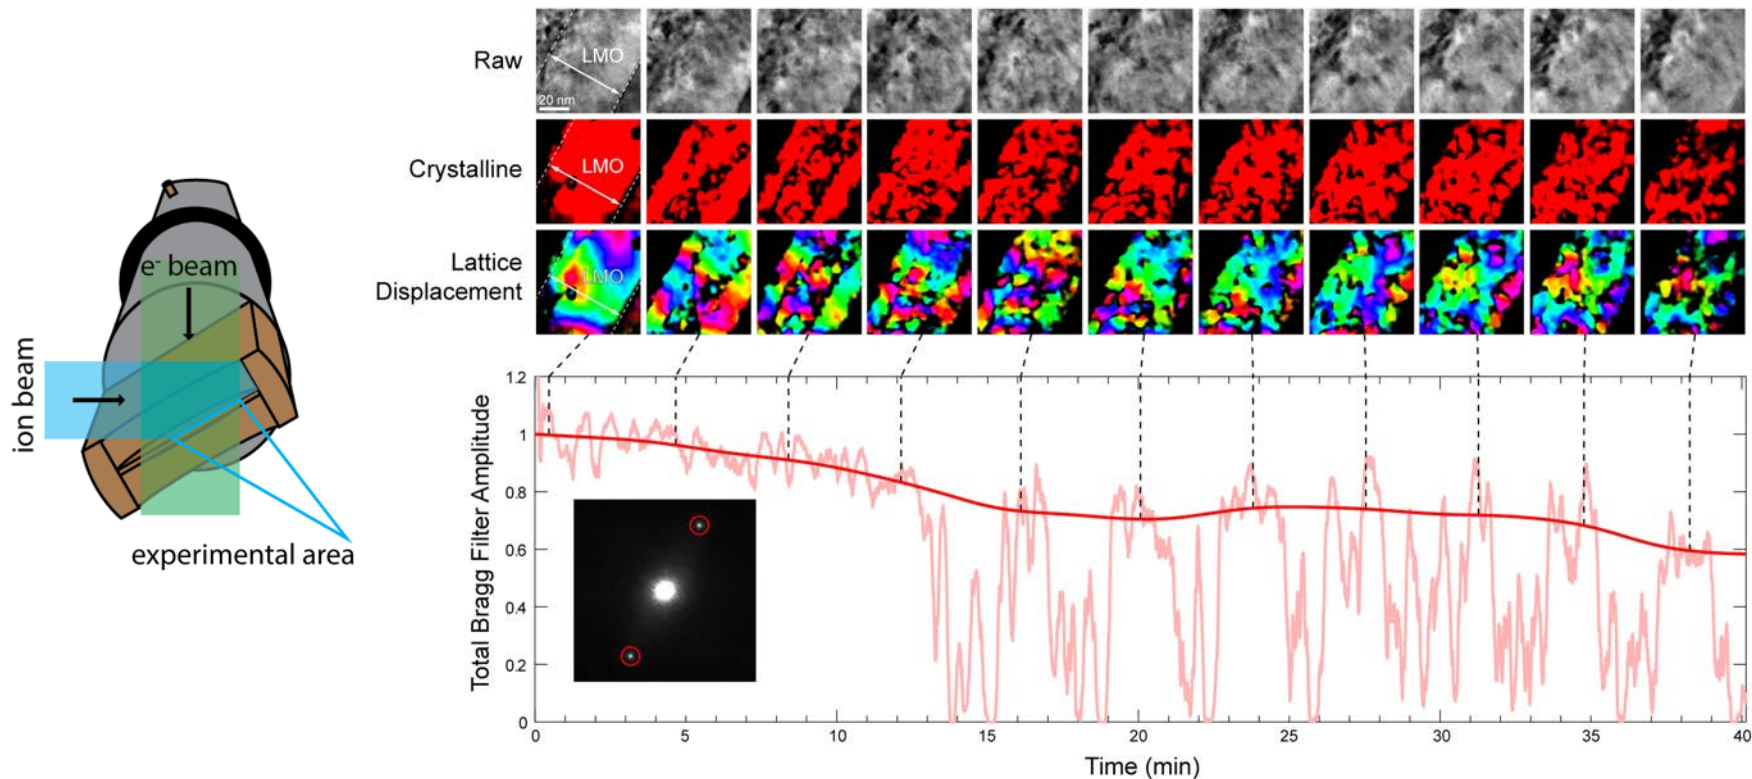 e⁻ beam
ion beam
experimental area
Raw
LMO
20 nm
Crystalline
LMO
Lattice
Displacement
LMO
Total Bragg Filter Amplitude
1.2
1
0.8
0.6
0.4
0.2
0
0 5 10 15 20 25 30 35 40
Time (min)